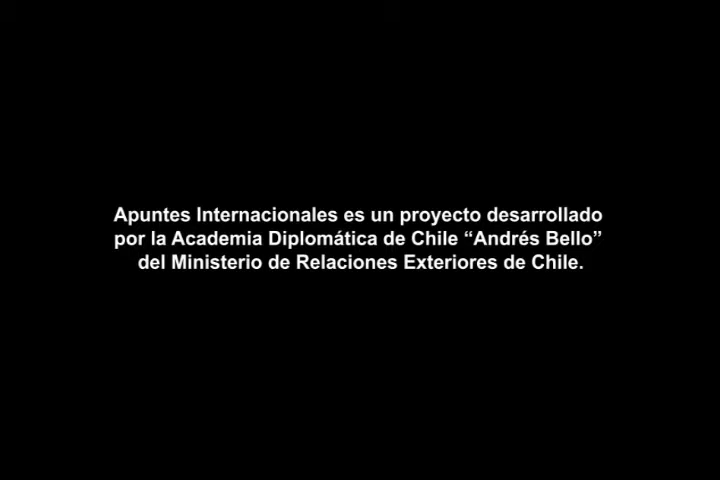 Apuntes Internacionales es un proyecto desarrollado
por la Academia Diplomática de Chile “Andrés Bello”
del Ministerio de Relaciones Exteriores de Chile.